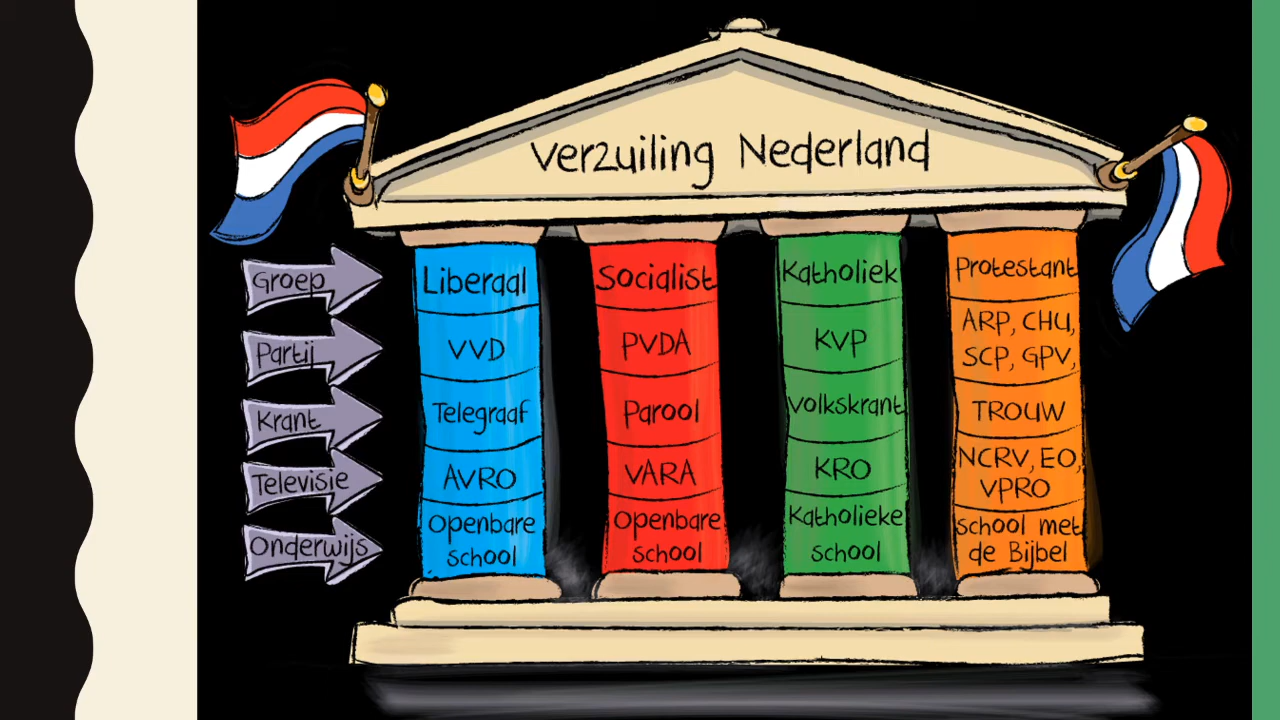 Verzuiling Nederland
Groep
Liberaal
Socialist
Katholiek
Protestant
Partij
VVD
PVDA
KVP
ARP, CHU,
SCP, GPV,
Krant
Telegraaf
Parool
Volkskrant
TROUW
Televisie
AVRO
VARA
KRO
NCRV, EO,
VPRO
Onderwijs
Openbare
school
Openbare
school
Katholieke
school
School met
de Bijbel